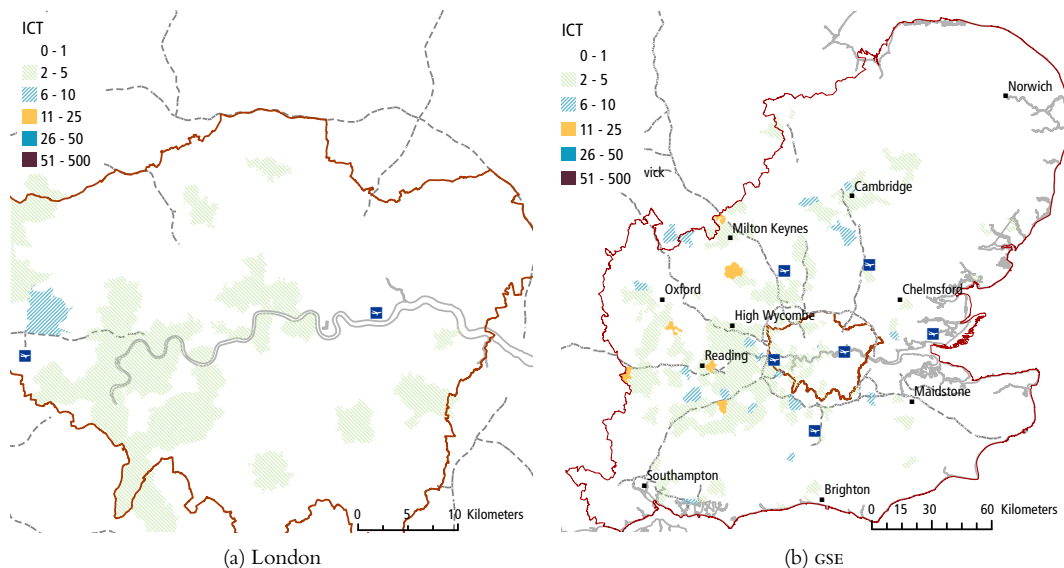 ICT
0 - 1
2 - 5
6 - 10
11 - 25
26 - 50
51 - 500
0 5 10 Kilometers
(a) London
ICT
0 - 1
2 - 5
6 - 10
11 - 25
26 - 50
51 - 500
vick
Norwich
Cambridge
Milton Keynes
Oxford
Chelmsford
High Wycombe
Reading
Maidstone
Southampton
Brighton
0 15 30 60 Kilometers
(b) GSE